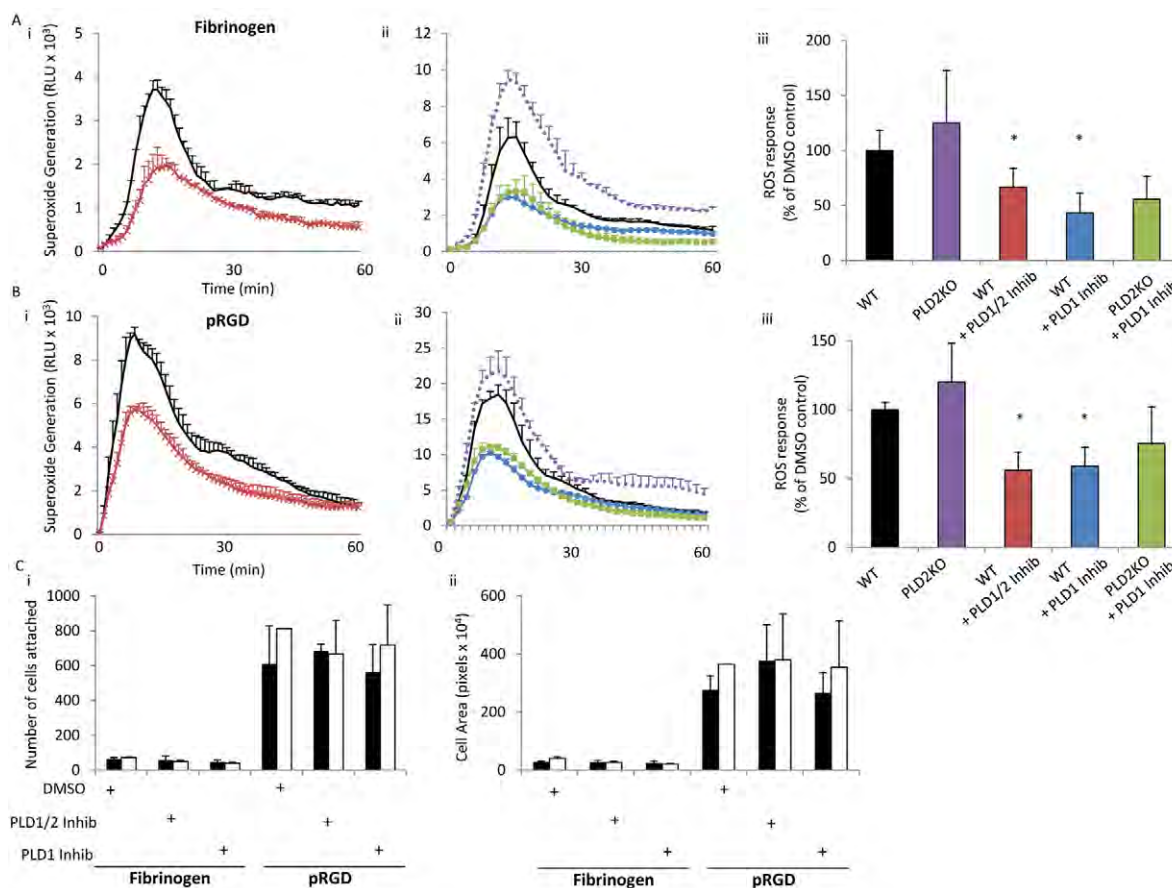 A
i
Fibrinogen
Superoxide Generation (RLU x 10³)
5
4
3
2
1
0
0
30
60
Time (min)
ii
12
10
8
6
4
2
0
0
30
60
iii
ROS response
(% of DMSO control)
200
150
100
50
0
*
*
WT
PLD2KO
WT
+ PLD1/2 Inhib
WT
+ PLD1 Inhib
PLD2KO
+ PLD1 Inhib
B
i
pRGD
Superoxide Generation (RLU x 10³)
10
8
6
4
2
0
0
30
60
Time (min)
ii
30
25
20
15
10
5
0
0
30
60
iii
ROS response
(% of DMSO control)
150
100
50
0
*
*
WT
PLD2KO
WT
+ PLD1/2 Inhib
WT
+ PLD1 Inhib
PLD2KO
+ PLD1 Inhib
C
i
Number of cells attached
1000
800
600
400
200
0
ii
Cell Area (pixels x 10⁴)
600
400
200
0
DMSO + + + +
PLD1/2 Inhib + + + +
PLD1 Inhib + + + +
Fibrinogen pRGD Fibrinogen pRGD